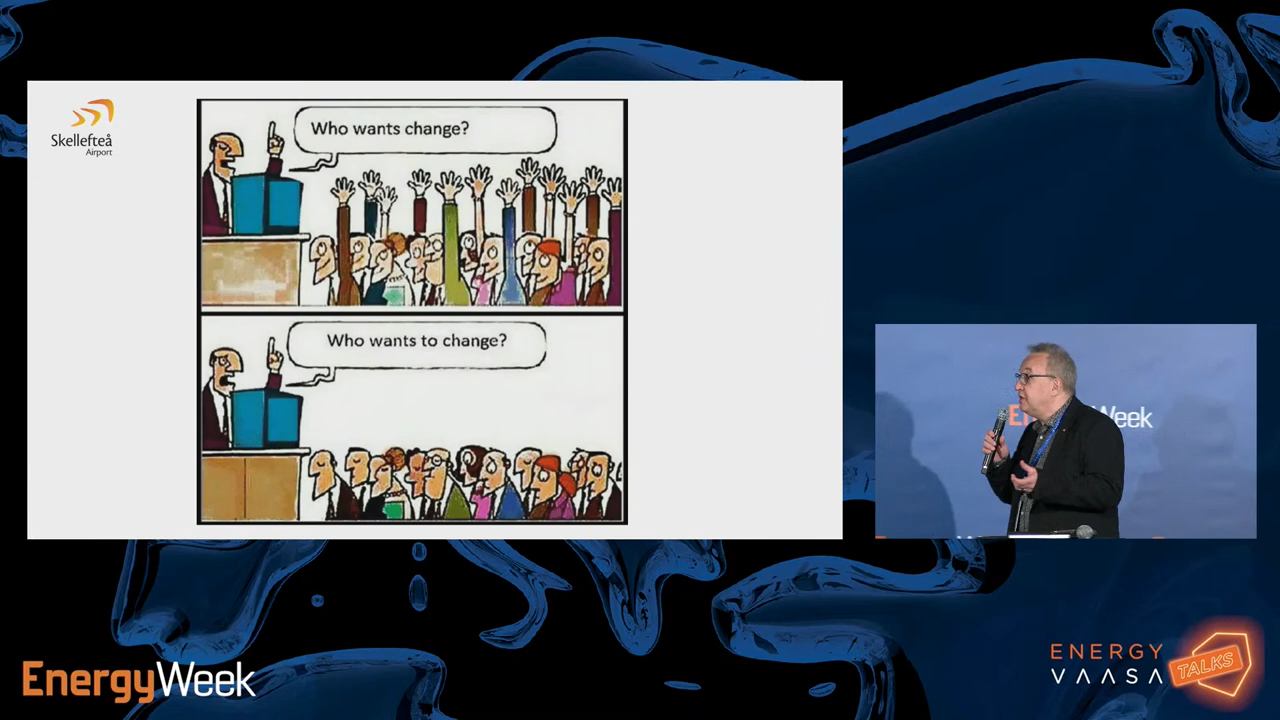 Skellefteå
Airport
Who wants change?
Who wants to change?
Week
EnergyWeek
ENERGY
VAASA
TALKS